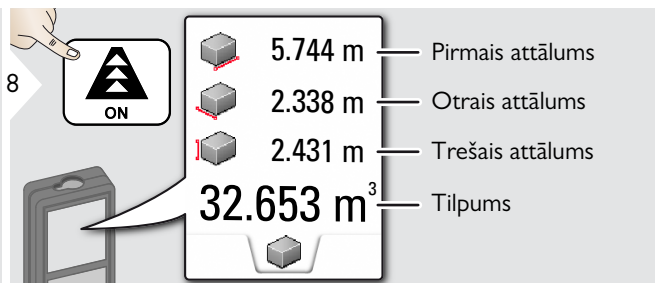 8
ON
5.744 m Pirmais attālums
2.338 m Otrais attālums
2.431 m Trešais attālums
32.653 m³ Tilpums